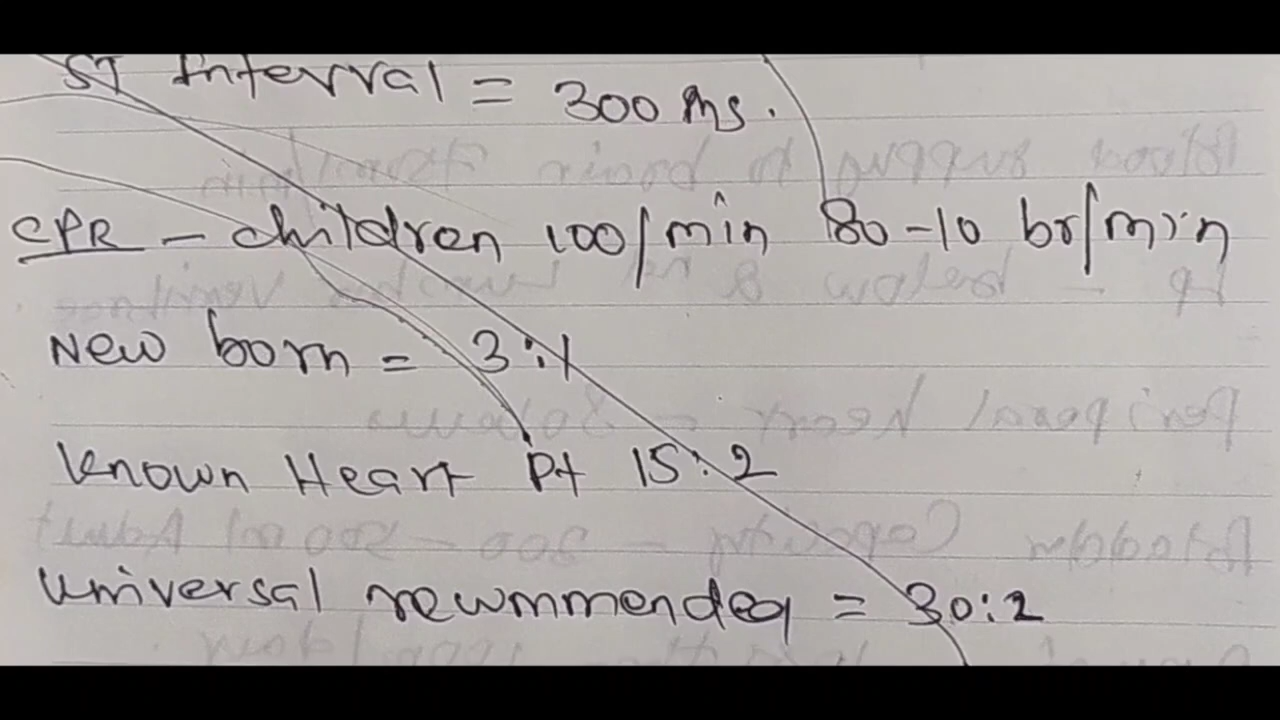 ST Interval = 300 ms.
CPR - children 100/min 80-10 br/min
New born = 3:1
Known Heart Pt 15:2
Universal recommended = 30:2